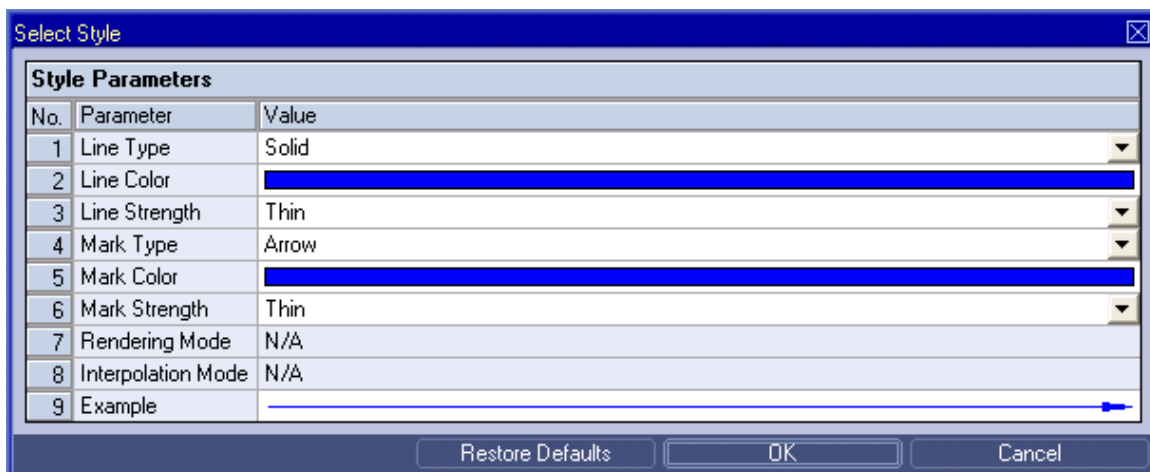 Select Style
Style Parameters
No. Parameter Value
1 Line Type Solid
2 Line Color
3 Line Strength Thin
4 Mark Type Arrow
5 Mark Color
6 Mark Strength Thin
7 Rendering Mode N/A
8 Interpolation Mode N/A
9 Example
Restore Defaults OK Cancel